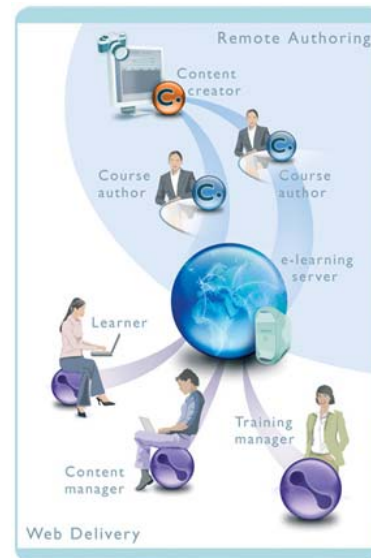 Remote Authoring
Content
creator
Course
author
Course
author
e-learning
server
Learner
Training
manager
Content
manager
Web Delivery